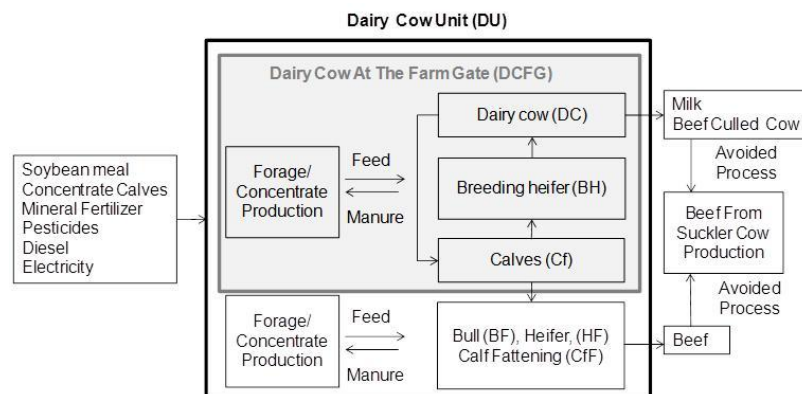 Dairy Cow Unit (DU)
Dairy Cow At The Farm Gate (DCFG)
Soybean meal
Concentrate Calves
Mineral Fertilizer
Pesticides
Diesel
Electricity
Forage/
Concentrate
Production
Feed
Manure
Dairy cow (DC)
Breeding heifer (BH)
Calves (Cf)
Milk
Beef Culled Cow
Avoided
Process
Beef From
Suckler Cow
Production
Avoided
Process
Forage/
Concentrate
Production
Feed
Manure
Bull (BF), Heifer, (HF)
Calf Fattening (CfF)
Beef